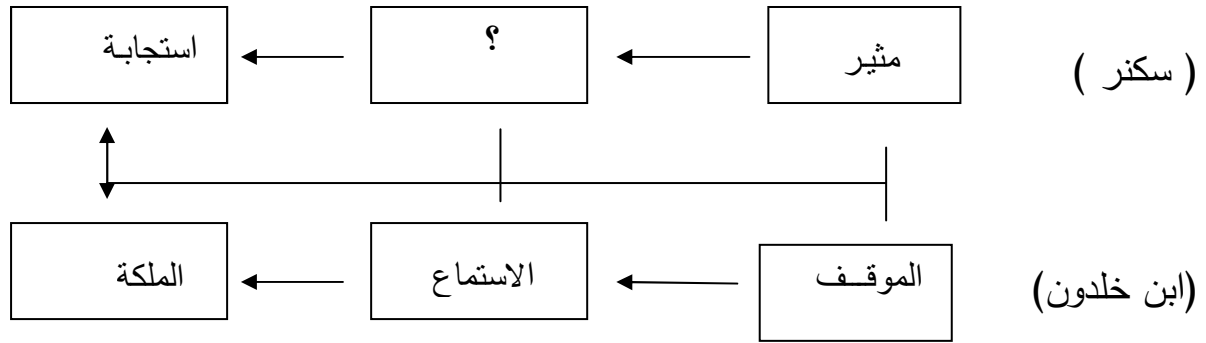 ( سكنر ) مثير ؟ استجابة
(ابن خلدون) الموقف الاستماع الملكة